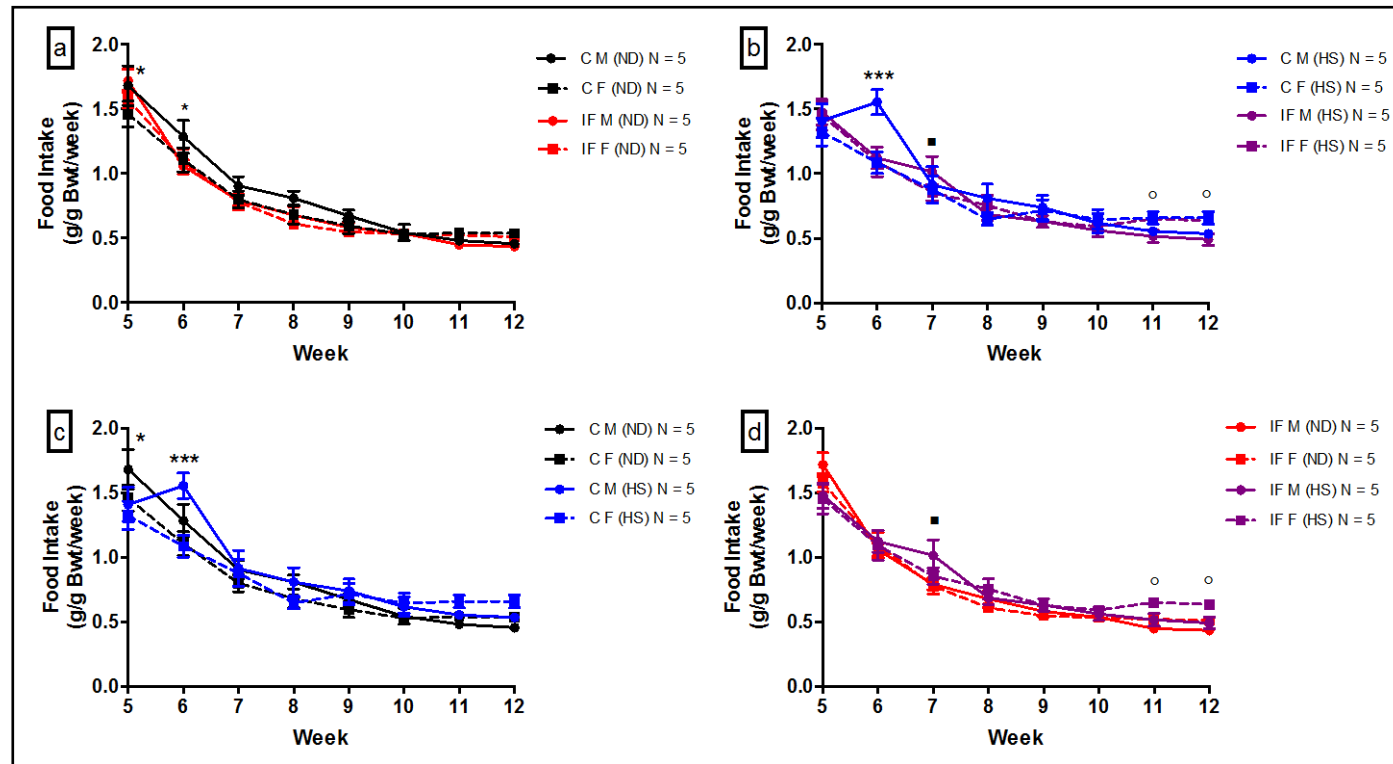 a
2.0
1.5
1.0
0.5
0.0
Food Intake
(g/g Bwt/week)
*
*
5 6 7 8 9 10 11 12
Week
C M (ND) N = 5
C F (ND) N = 5
IF M (ND) N = 5
IF F (ND) N = 5
b
2.0
1.5
1.0
0.5
0.0
Food Intake
(g/g Bwt/week)
***
5 6 7 8 9 10 11 12
Week
C M (HS) N = 5
C F (HS) N = 5
IF M (HS) N = 5
IF F (HS) N = 5
c
2.0
1.5
1.0
0.5
0.0
Food Intake
(g/g Bwt/week)
*
***
5 6 7 8 9 10 11 12
Week
C M (ND) N = 5
C F (ND) N = 5
C M (HS) N = 5
C F (HS) N = 5
d
2.0
1.5
1.0
0.5
0.0
Food Intake
(g/g Bwt/week)
5 6 7 8 9 10 11 12
Week
IF M (ND) N = 5
IF F (ND) N = 5
IF M (HS) N = 5
IF F (HS) N = 5